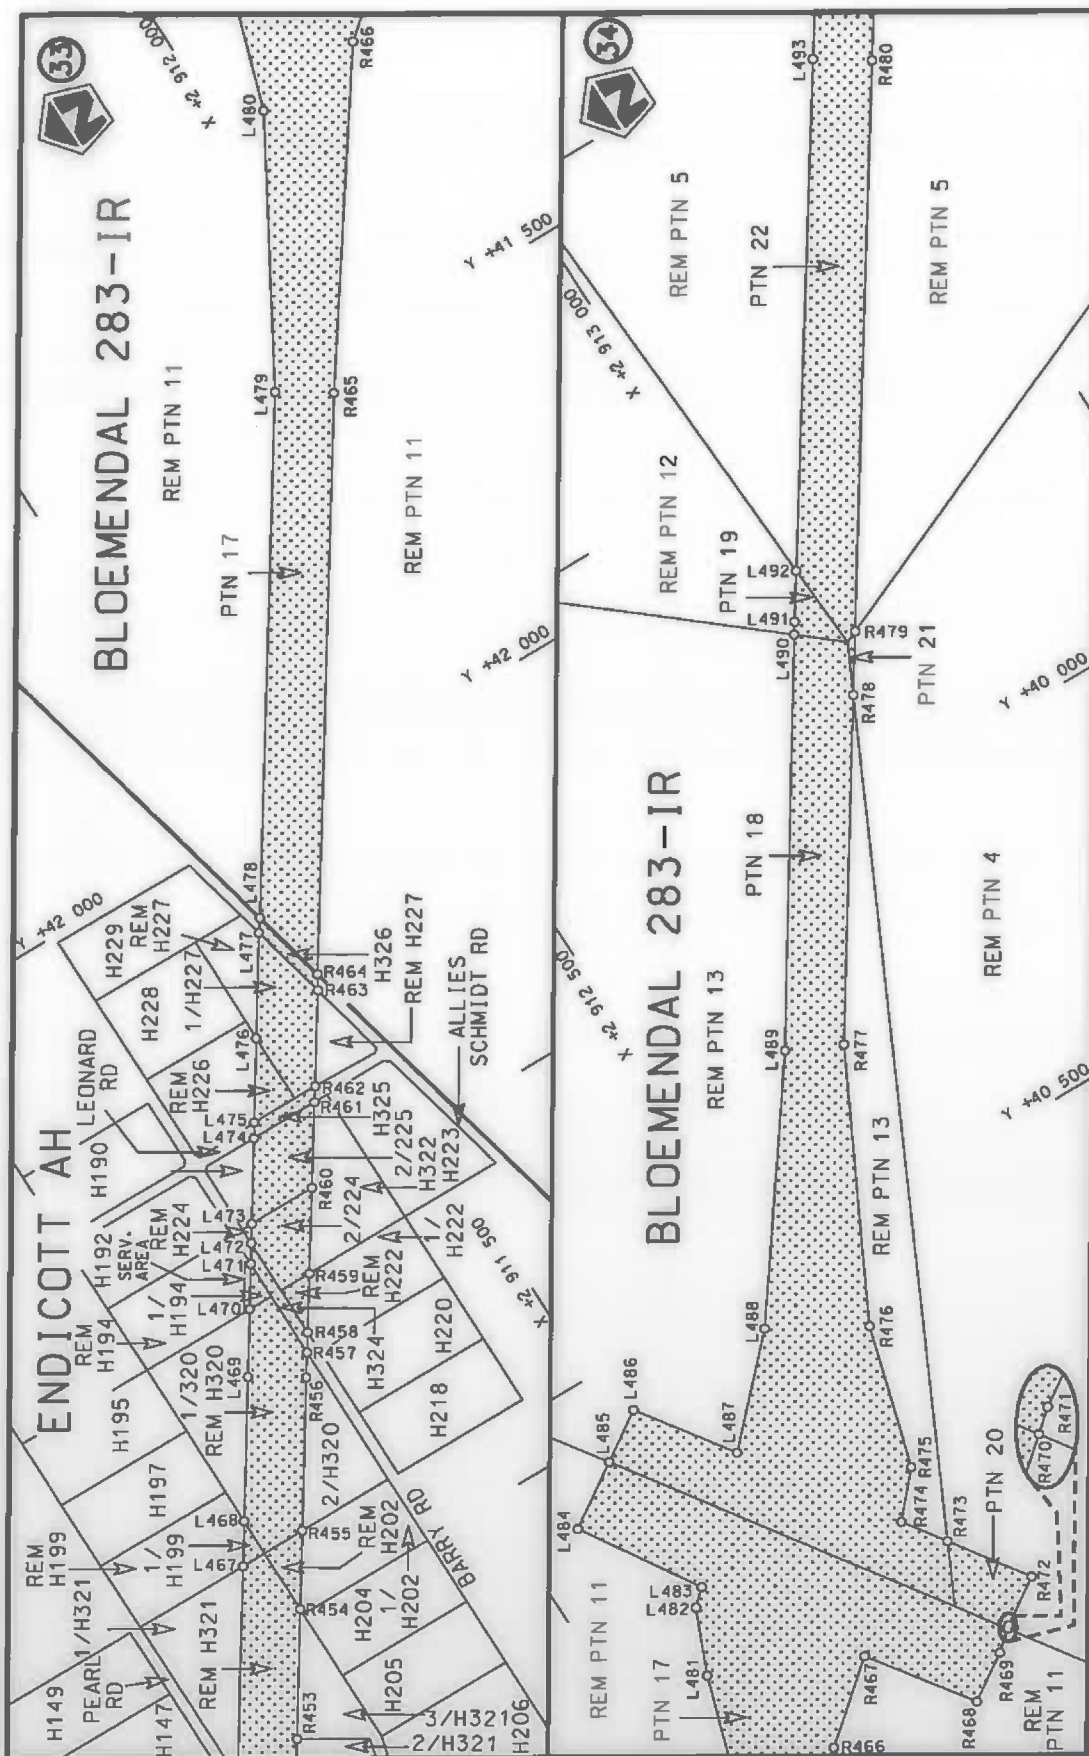 33
X +2 912 000
R466
L480
BLOEMENDAL 283-IR
REM PTN 11
Y +41 500
L479
R465
PTN 17
REM PTN 11
Y +42 000
L478
Y +42 000
H229
REM
H227
L477
H228
1/H227
H326
R464
R463
REM H227
ALLIES
SCHMIDT RD
L476
LEONARD
RD
REM
H226
R462
R461
H325
L475
L474
2/225
H322
H223
H190
ENDICOTT AH
R460
2/224
1/
H222
L473
REM
H224
L472
H192
SERV.
AREA
L471
R459
REM
H222
X +2 911 500
1/
H194
L470
REM
H194
R458
R457
H324
H220
1/320
REM H320
L469
R456
H218
H195
2/H320
H197
L468
R455
REM
H202
BARRY RD
REM
H199
1/
H199
L467
R454
H204
1/
H202
1/H321
REM H321
H205
PEARL
RD
H149
H147
R453
3/H321
2/H321
H206
34
L493
R480
REM PTN 5
PTN 22
REM PTN 5
X +2 913 000
REM PTN 12
PTN 19
L492
L491
L490
R479
PTN 21
R478
Y +40 000
BLOEMENDAL 283-IR
PTN 18
REM PTN 4
X +2 912 500
REM PTN 13
L489
R477
Y +40 500
REM PTN 13
L488
R476
L486
L485
L487
R475
R474
R473
PTN 20
R470
R471
L484
R472
L483
L482
REM PTN 11
PTN 17
L481
R467
R469
R468
REM
PTN 11
R466